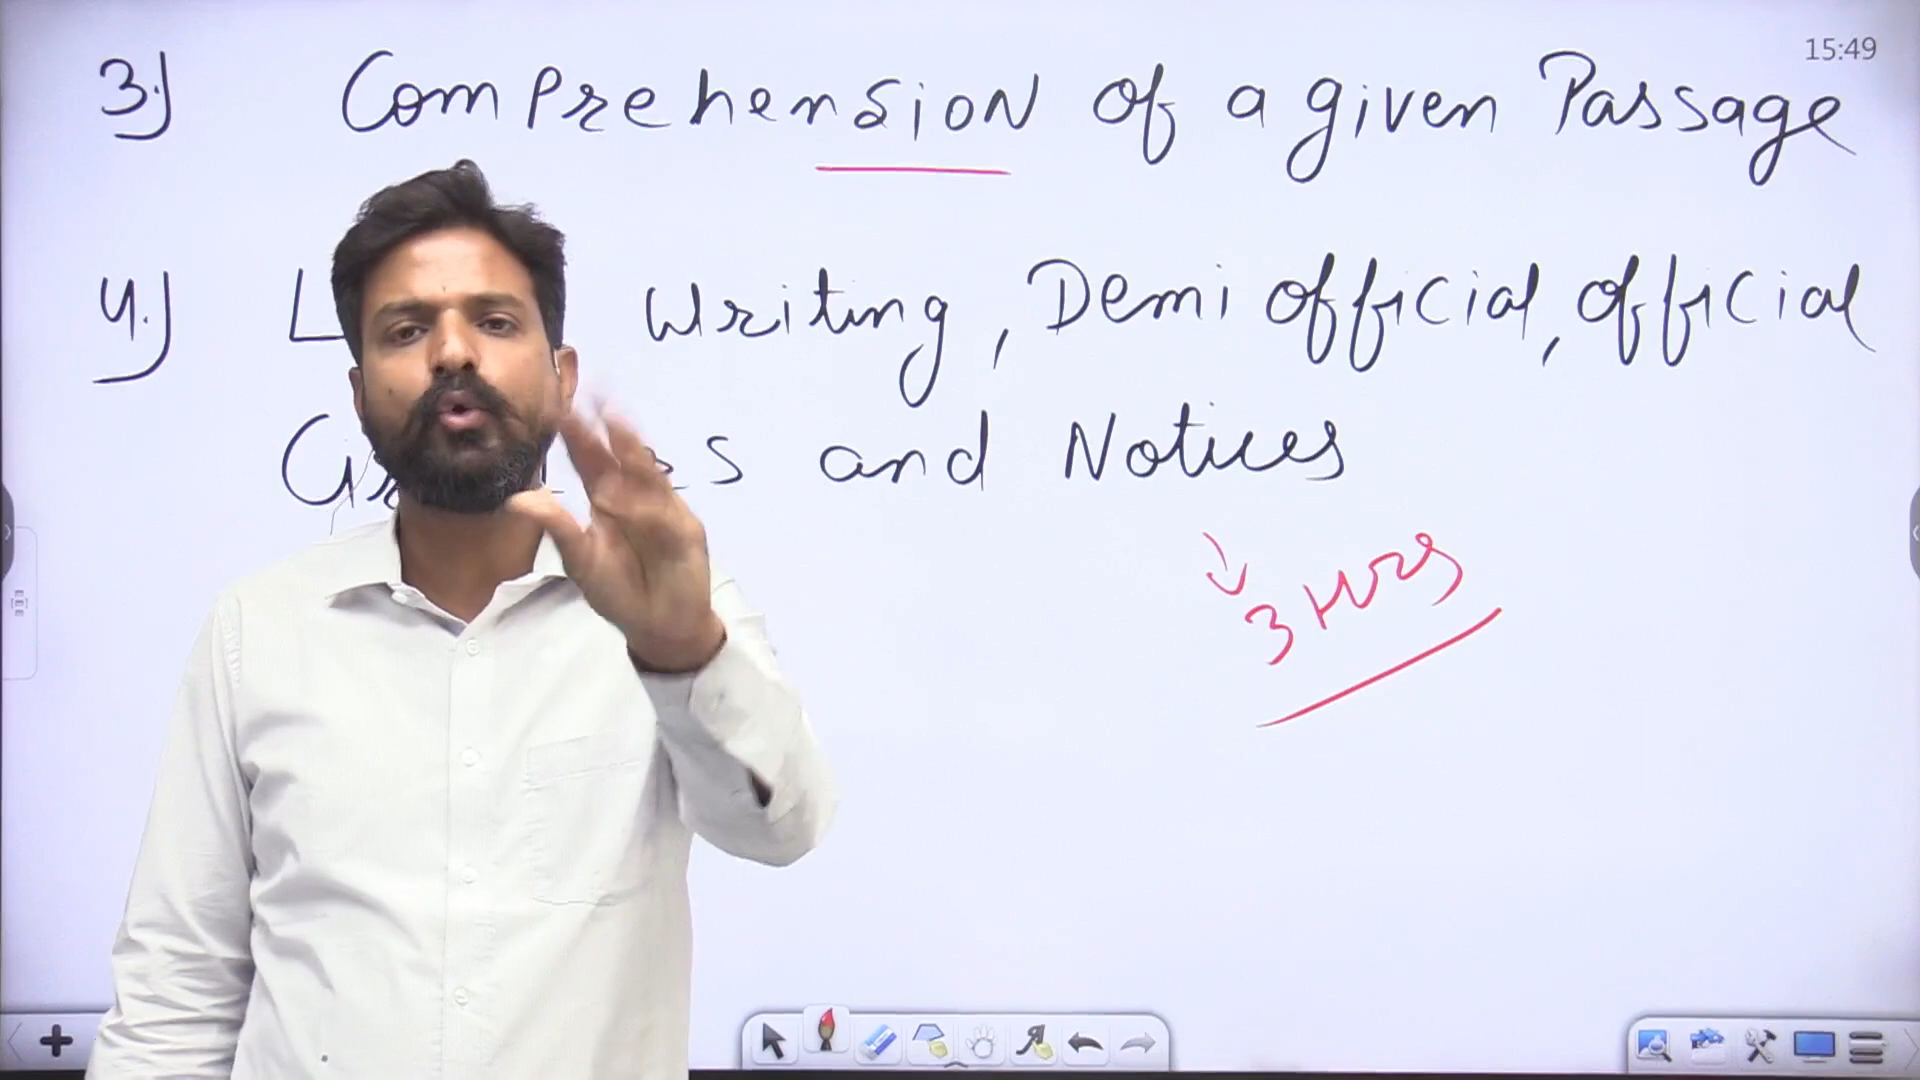 15:49
3.) Comprehension of a given Passage
4.) Writing, Demi official, official
and Notices
3 Hrs